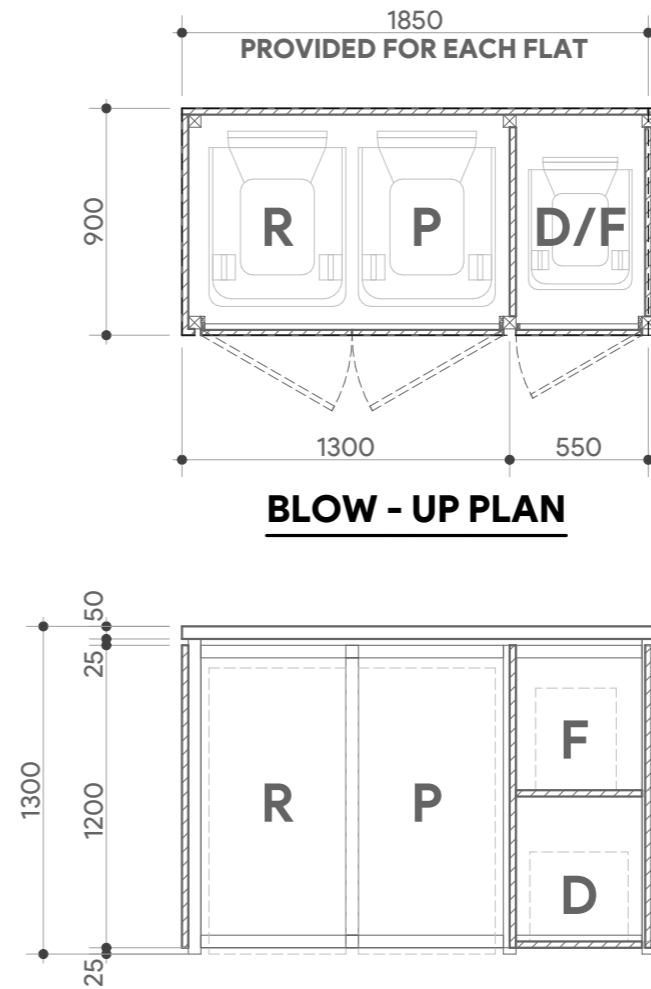 1850
PROVIDED FOR EACH FLAT
900
R
P
D/F
1300
550
BLOW - UP PLAN
50
25
1300
1200
25
R
P
F
D